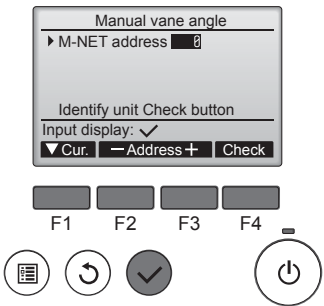 Manual vane angle
▶ M-NET address 0
Identify unit Check button
Input display: ✓
▼ Cur. − Address + Check
F1 F2 F3 F4